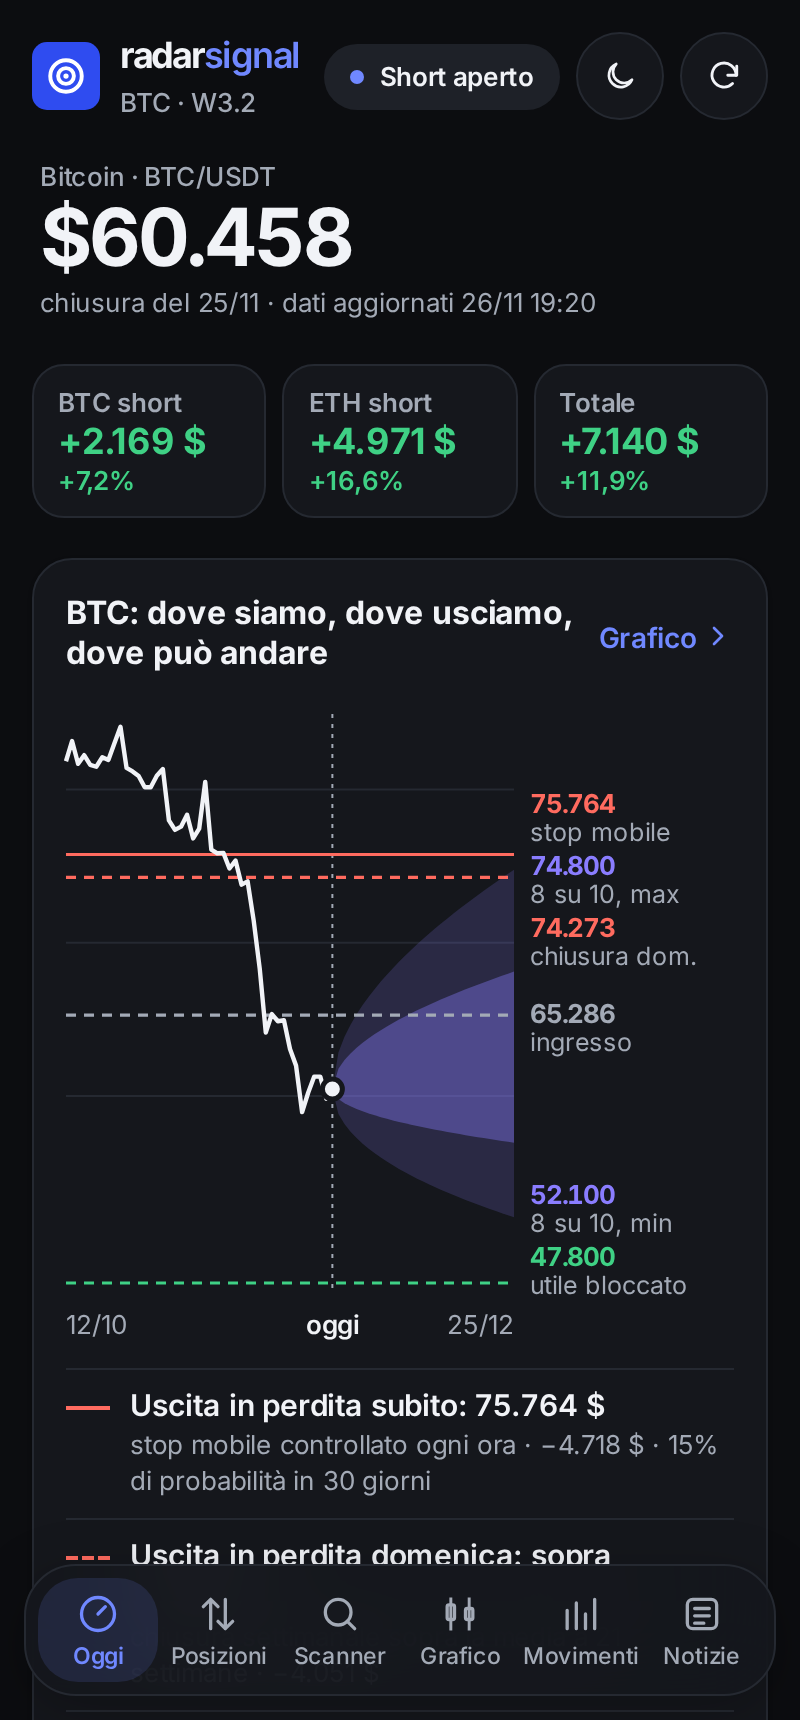 radarsignal
BTC · W3.2
Short aperto
Bitcoin · BTC/USDT
$60.458
chiusura del 25/11 · dati aggiornati 26/11 19:20
BTC short
+2.169 $
+7,2%
ETH short
+4.971 $
+16,6%
Totale
+7.140 $
+11,9%
BTC: dove siamo, dove usciamo,
dove può andare
Grafico
75.764
stop mobile
74.800
8 su 10, max
74.273
chiusura dom.
65.286
ingresso
52.100
8 su 10, min
47.800
utile bloccato
12/10
oggi
25/12
Uscita in perdita subito: 75.764 $
stop mobile controllato ogni ora · −4.718 $ · 15%
di probabilità in 30 giorni
Uscita in perdita domenica: sopra
settimane · −4.051 $
Oggi
Posizioni
Scanner
Grafico
Movimenti
Notizie